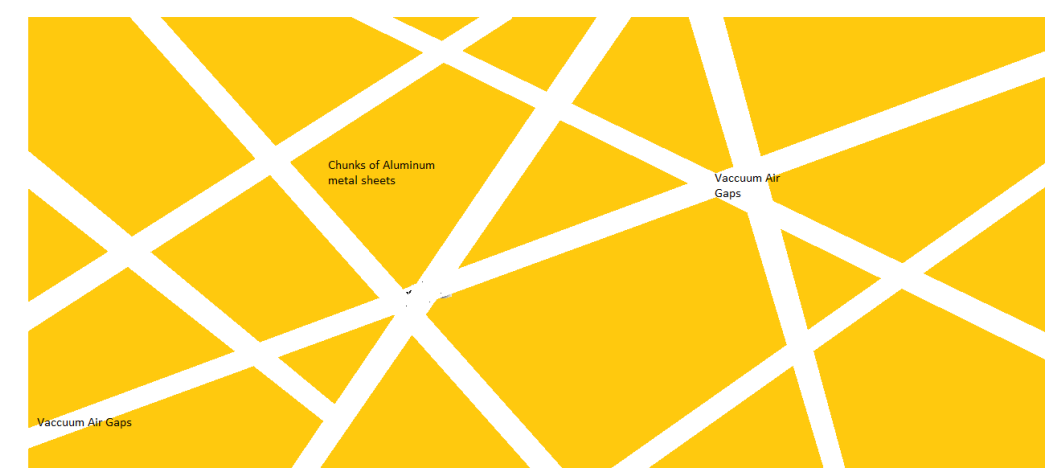 Chunks of Aluminum
metal sheets
Vaccuum Air
Gaps
Vaccuum Air Gaps